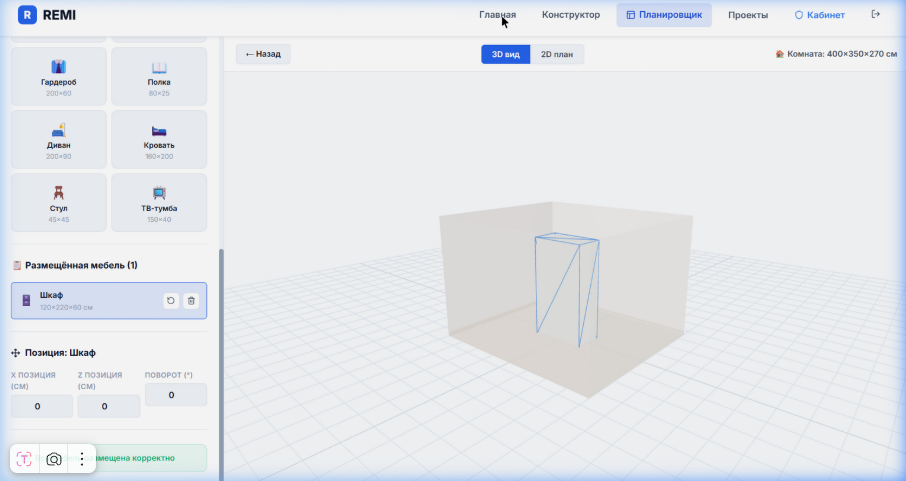 R REMI
Главная
Конструктор
Планировщик
Проекты
Кабинет
← Назад
3D вид
2D план
Комната: 400×350×270 см
Гардероб
200×60
Полка
80×25
Диван
200×90
Кровать
160×200
Стул
45×45
ТВ-тумба
150×40
Размещённая мебель (1)
Шкаф
120×220×60 см
Позиция: Шкаф
X ПОЗИЦИЯ
(СМ)
Z ПОЗИЦИЯ
(СМ)
ПОВОРОТ (°)
0
0
0
T
корректно